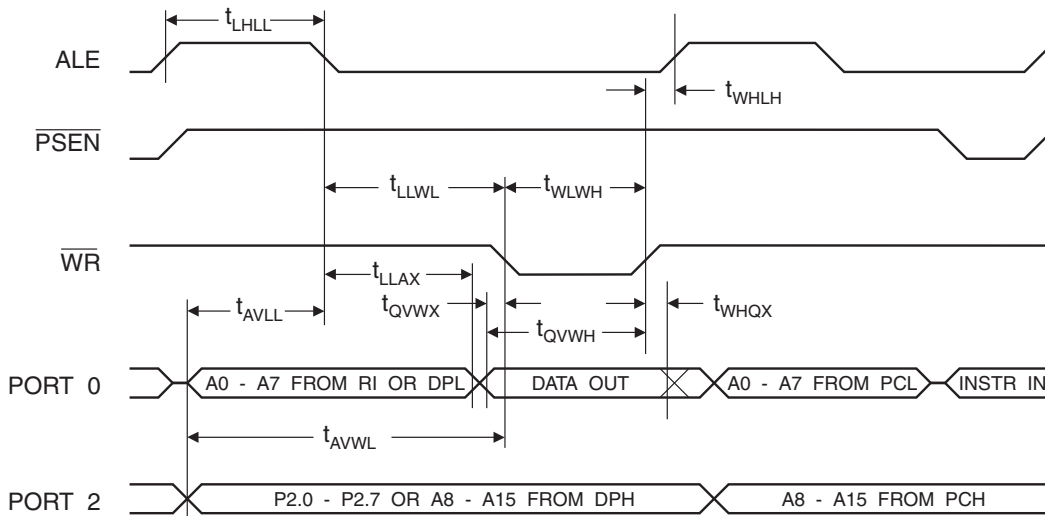 tLHLL
ALE
tWHLH
PSEN
tLLWL
tWLWH
WR
tLLAX
tQVWX
tWHQX
tAVLL
tQVWH
PORT 0
A0 - A7 FROM RI OR DPL
DATA OUT
A0 - A7 FROM PCL
INSTR IN
tAVWL
PORT 2
P2.0 - P2.7 OR A8 - A15 FROM DPH
A8 - A15 FROM PCH